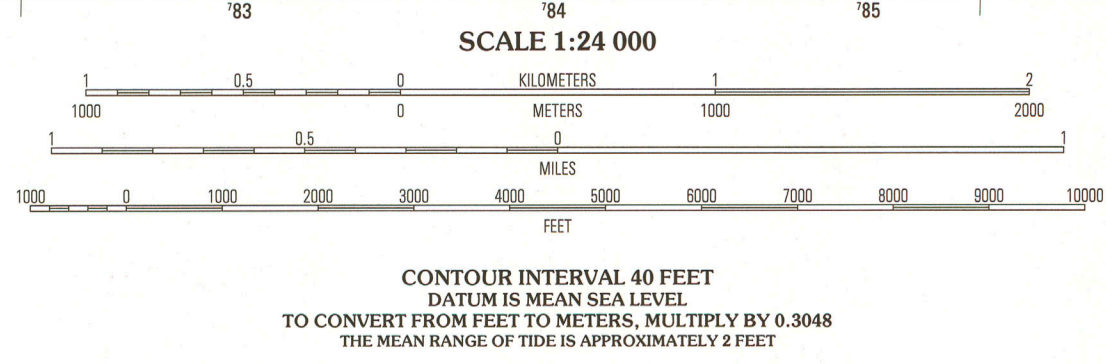 ⁷83 ⁷84 ⁷85
SCALE 1:24 000
1 0.5 0 KILOMETERS 1 2
1000 0 METERS 1000 2000
1 0.5 0 1
MILES
1000 0 1000 2000 3000 4000 5000 6000 7000 8000 9000 10000
FEET
CONTOUR INTERVAL 40 FEET
DATUM IS MEAN SEA LEVEL
TO CONVERT FROM FEET TO METERS, MULTIPLY BY 0.3048
THE MEAN RANGE OF TIDE IS APPROXIMATELY 2 FEET